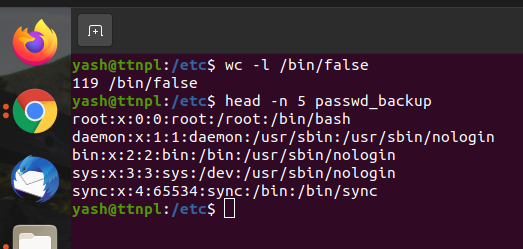 yash@ttnpl:/etc$ wc -l /bin/false
119 /bin/false
yash@ttnpl:/etc$ head -n 5 passwd_backup
root:x:0:0:root:/root:/bin/bash
daemon:x:1:1:daemon:/usr/sbin:/usr/sbin/nologin
bin:x:2:2:bin:/bin:/usr/sbin/nologin
sys:x:3:3:sys:/dev:/usr/sbin/nologin
sync:x:4:65534:sync:/bin:/bin/sync
yash@ttnpl:/etc$